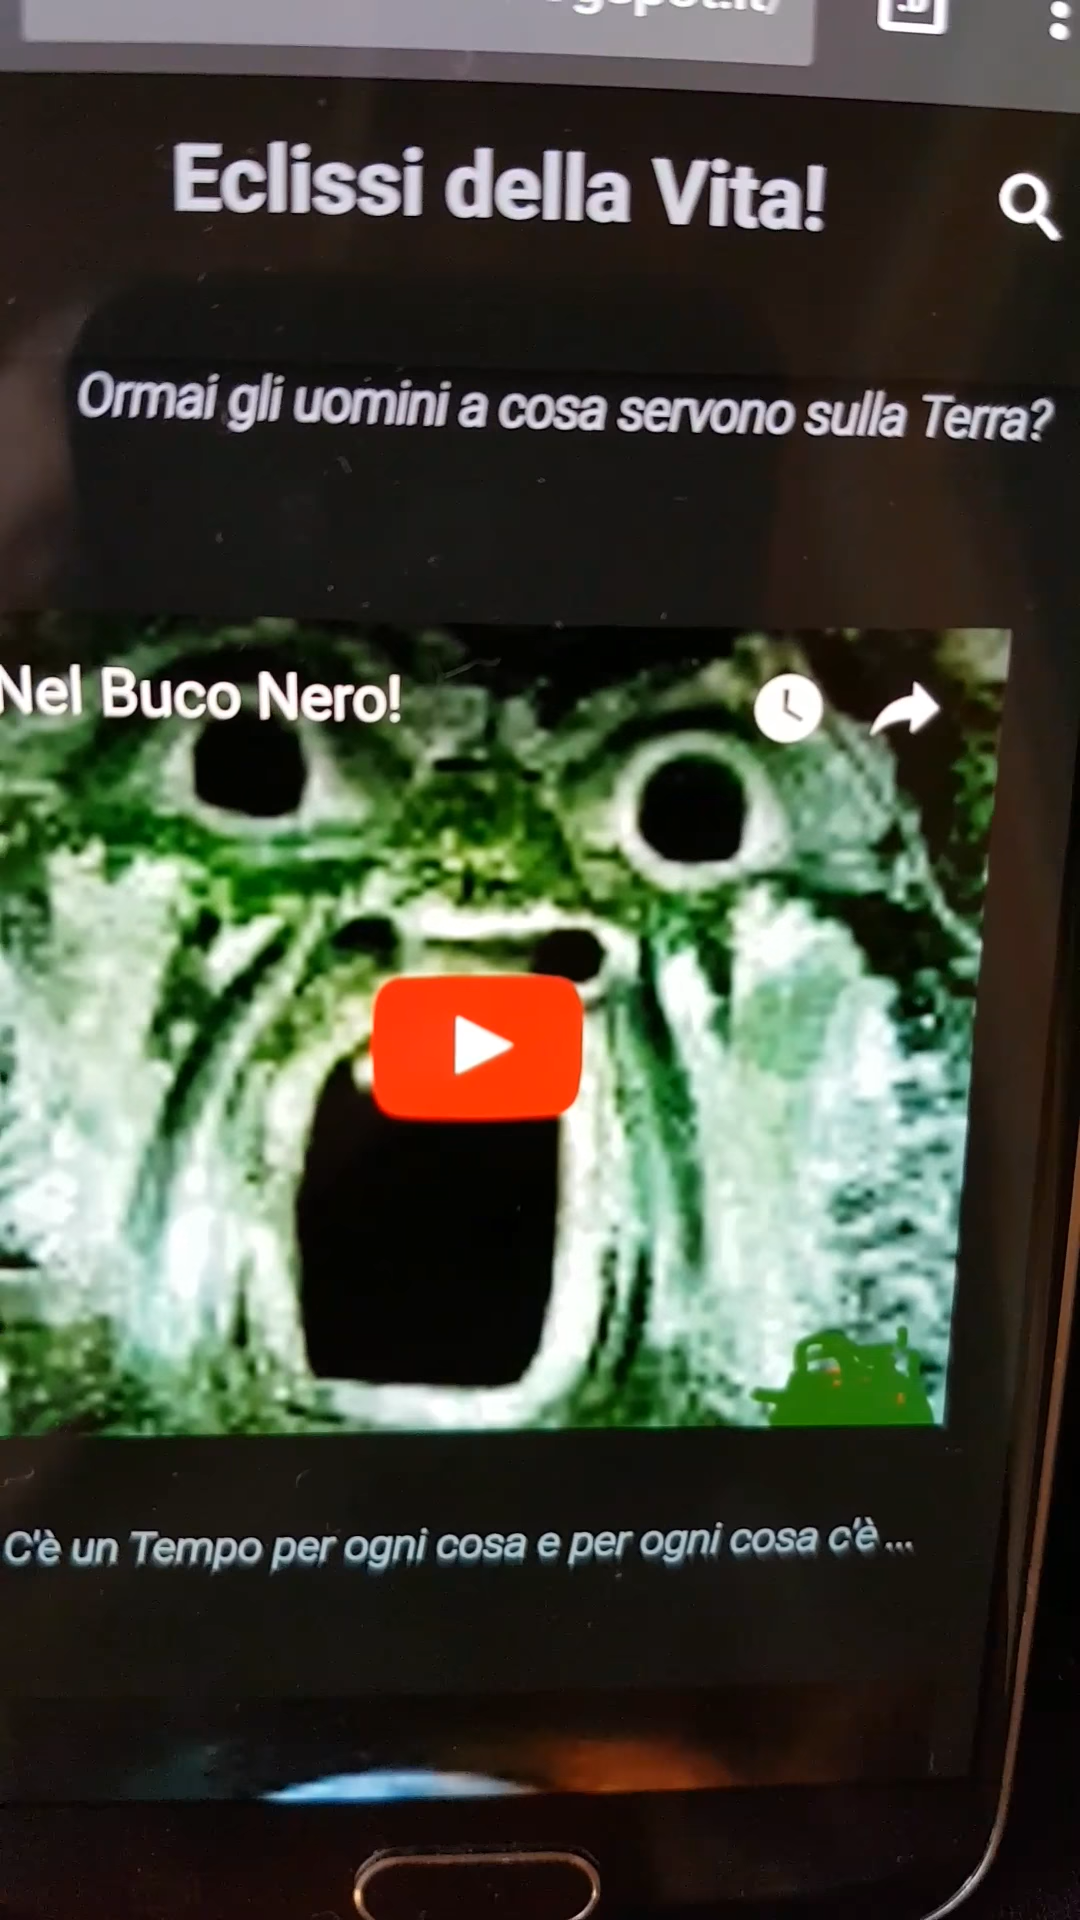 Eclissi della Vita!
Ormai gli uomini a cosa servono sulla Terra?
Nel Buco Nero!
C'è un Tempo per ogni cosa e per ogni cosa c'è...